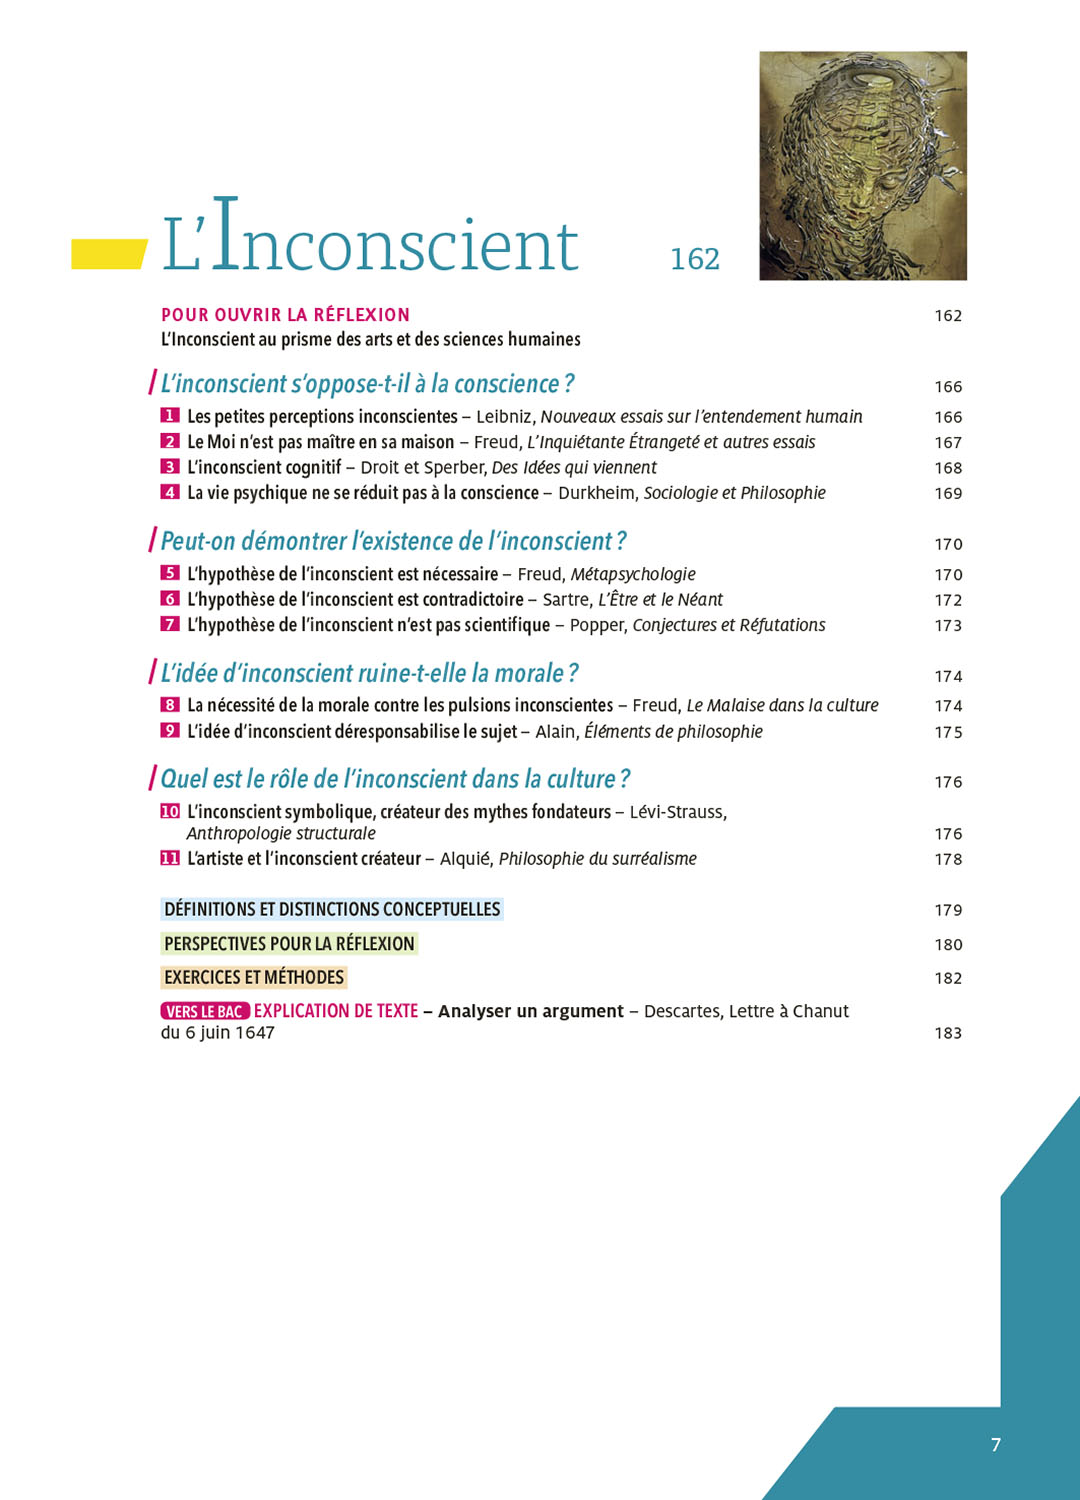 L'Inconscient 162
POUR OUVRIR LA RÉFLEXION 162
L'Inconscient au prisme des arts et des sciences humaines
L'inconscient s'oppose-t-il à la conscience ? 166
1 Les petites perceptions inconscientes – Leibniz, Nouveaux essais sur l'entendement humain 166
2 Le Moi n'est pas maître en sa maison – Freud, L'Inquiétante Étrangeté et autres essais 167
3 L'inconscient cognitif – Droit et Sperber, Des Idées qui viennent 168
4 La vie psychique ne se réduit pas à la conscience – Durkheim, Sociologie et Philosophie 169
Peut-on démontrer l'existence de l'inconscient ? 170
5 L'hypothèse de l'inconscient est nécessaire – Freud, Métapsychologie 170
6 L'hypothèse de l'inconscient est contradictoire – Sartre, L'Être et le Néant 172
7 L'hypothèse de l'inconscient n'est pas scientifique – Popper, Conjectures et Réfutations 173
L'idée d'inconscient ruine-t-elle la morale ? 174
8 La nécessité de la morale contre les pulsions inconscientes – Freud, Le Malaise dans la culture 174
9 L'idée d'inconscient déresponsabilise le sujet – Alain, Éléments de philosophie 175
Quel est le rôle de l'inconscient dans la culture ? 176
10 L'inconscient symbolique, créateur des mythes fondateurs – Lévi-Strauss,
Anthropologie structurale 176
11 L'artiste et l'inconscient créateur – Alquié, Philosophie du surréalisme 178
DÉFINITIONS ET DISTINCTIONS CONCEPTUELLES 179
PERSPECTIVES POUR LA RÉFLEXION 180
EXERCICES ET MÉTHODES 182
VERS LE BAC EXPLICATION DE TEXTE – Analyser un argument – Descartes, Lettre à Chanut
du 6 juin 1647 183
7